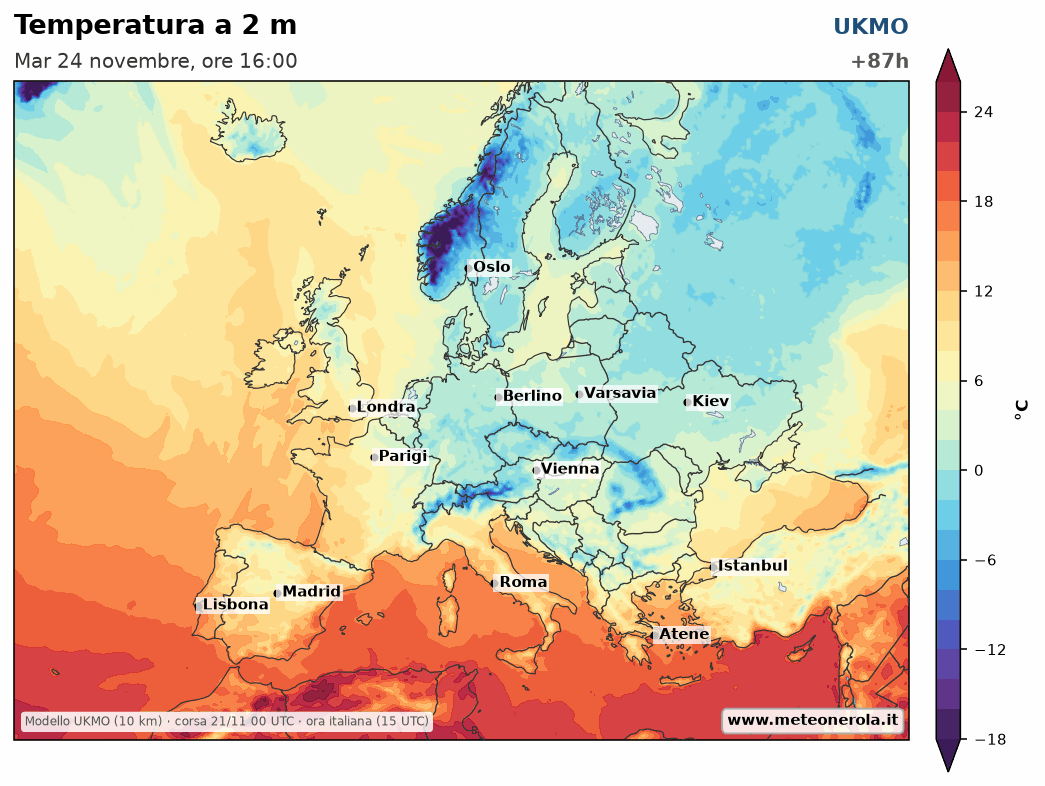 Temperatura a 2 m
UKMO
Mar 24 novembre, ore 16:00
+87h
24
18
12
6
0
−6
−12
−18
°C
Oslo
Londra
Berlino
Varsavia
Kiev
Parigi
Vienna
Istanbul
Roma
Madrid
Lisbona
Atene
Modello UKMO (10 km) · corsa 21/11 00 UTC · ora italiana (15 UTC)
www.meteonerola.it